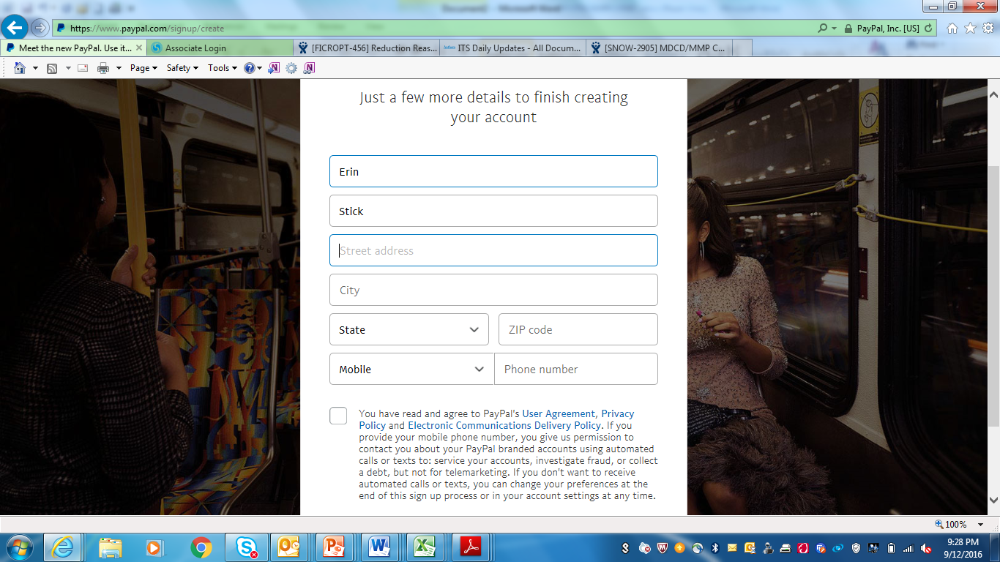 Document2 - Microsoft Word
https://www.paypal.com/signup/create
PayPal, Inc. [US]
Meet the new PayPal. Use it...
Associate Login
[FICROPT-456] Reduction Reas...
ITS Daily Updates - All Docum...
[SNOW-2905] MDCD/MMP C...
Page
Safety
Tools
Just a few more details to finish creating
your account
Erin
Stick
Street address
City
State
ZIP code
Mobile
Phone number
You have read and agree to PayPal's User Agreement, Privacy
Policy and Electronic Communications Delivery Policy. If you
provide your mobile phone number, you give us permission to
contact you about your PayPal branded accounts using automated
calls or texts to: service your accounts, investigate fraud, or collect
a debt, but not for telemarketing. If you don't want to receive
automated calls or texts, you can change your preferences at the
end of this sign up process or in your account settings at any time.
100%
9:28 PM
9/12/2016